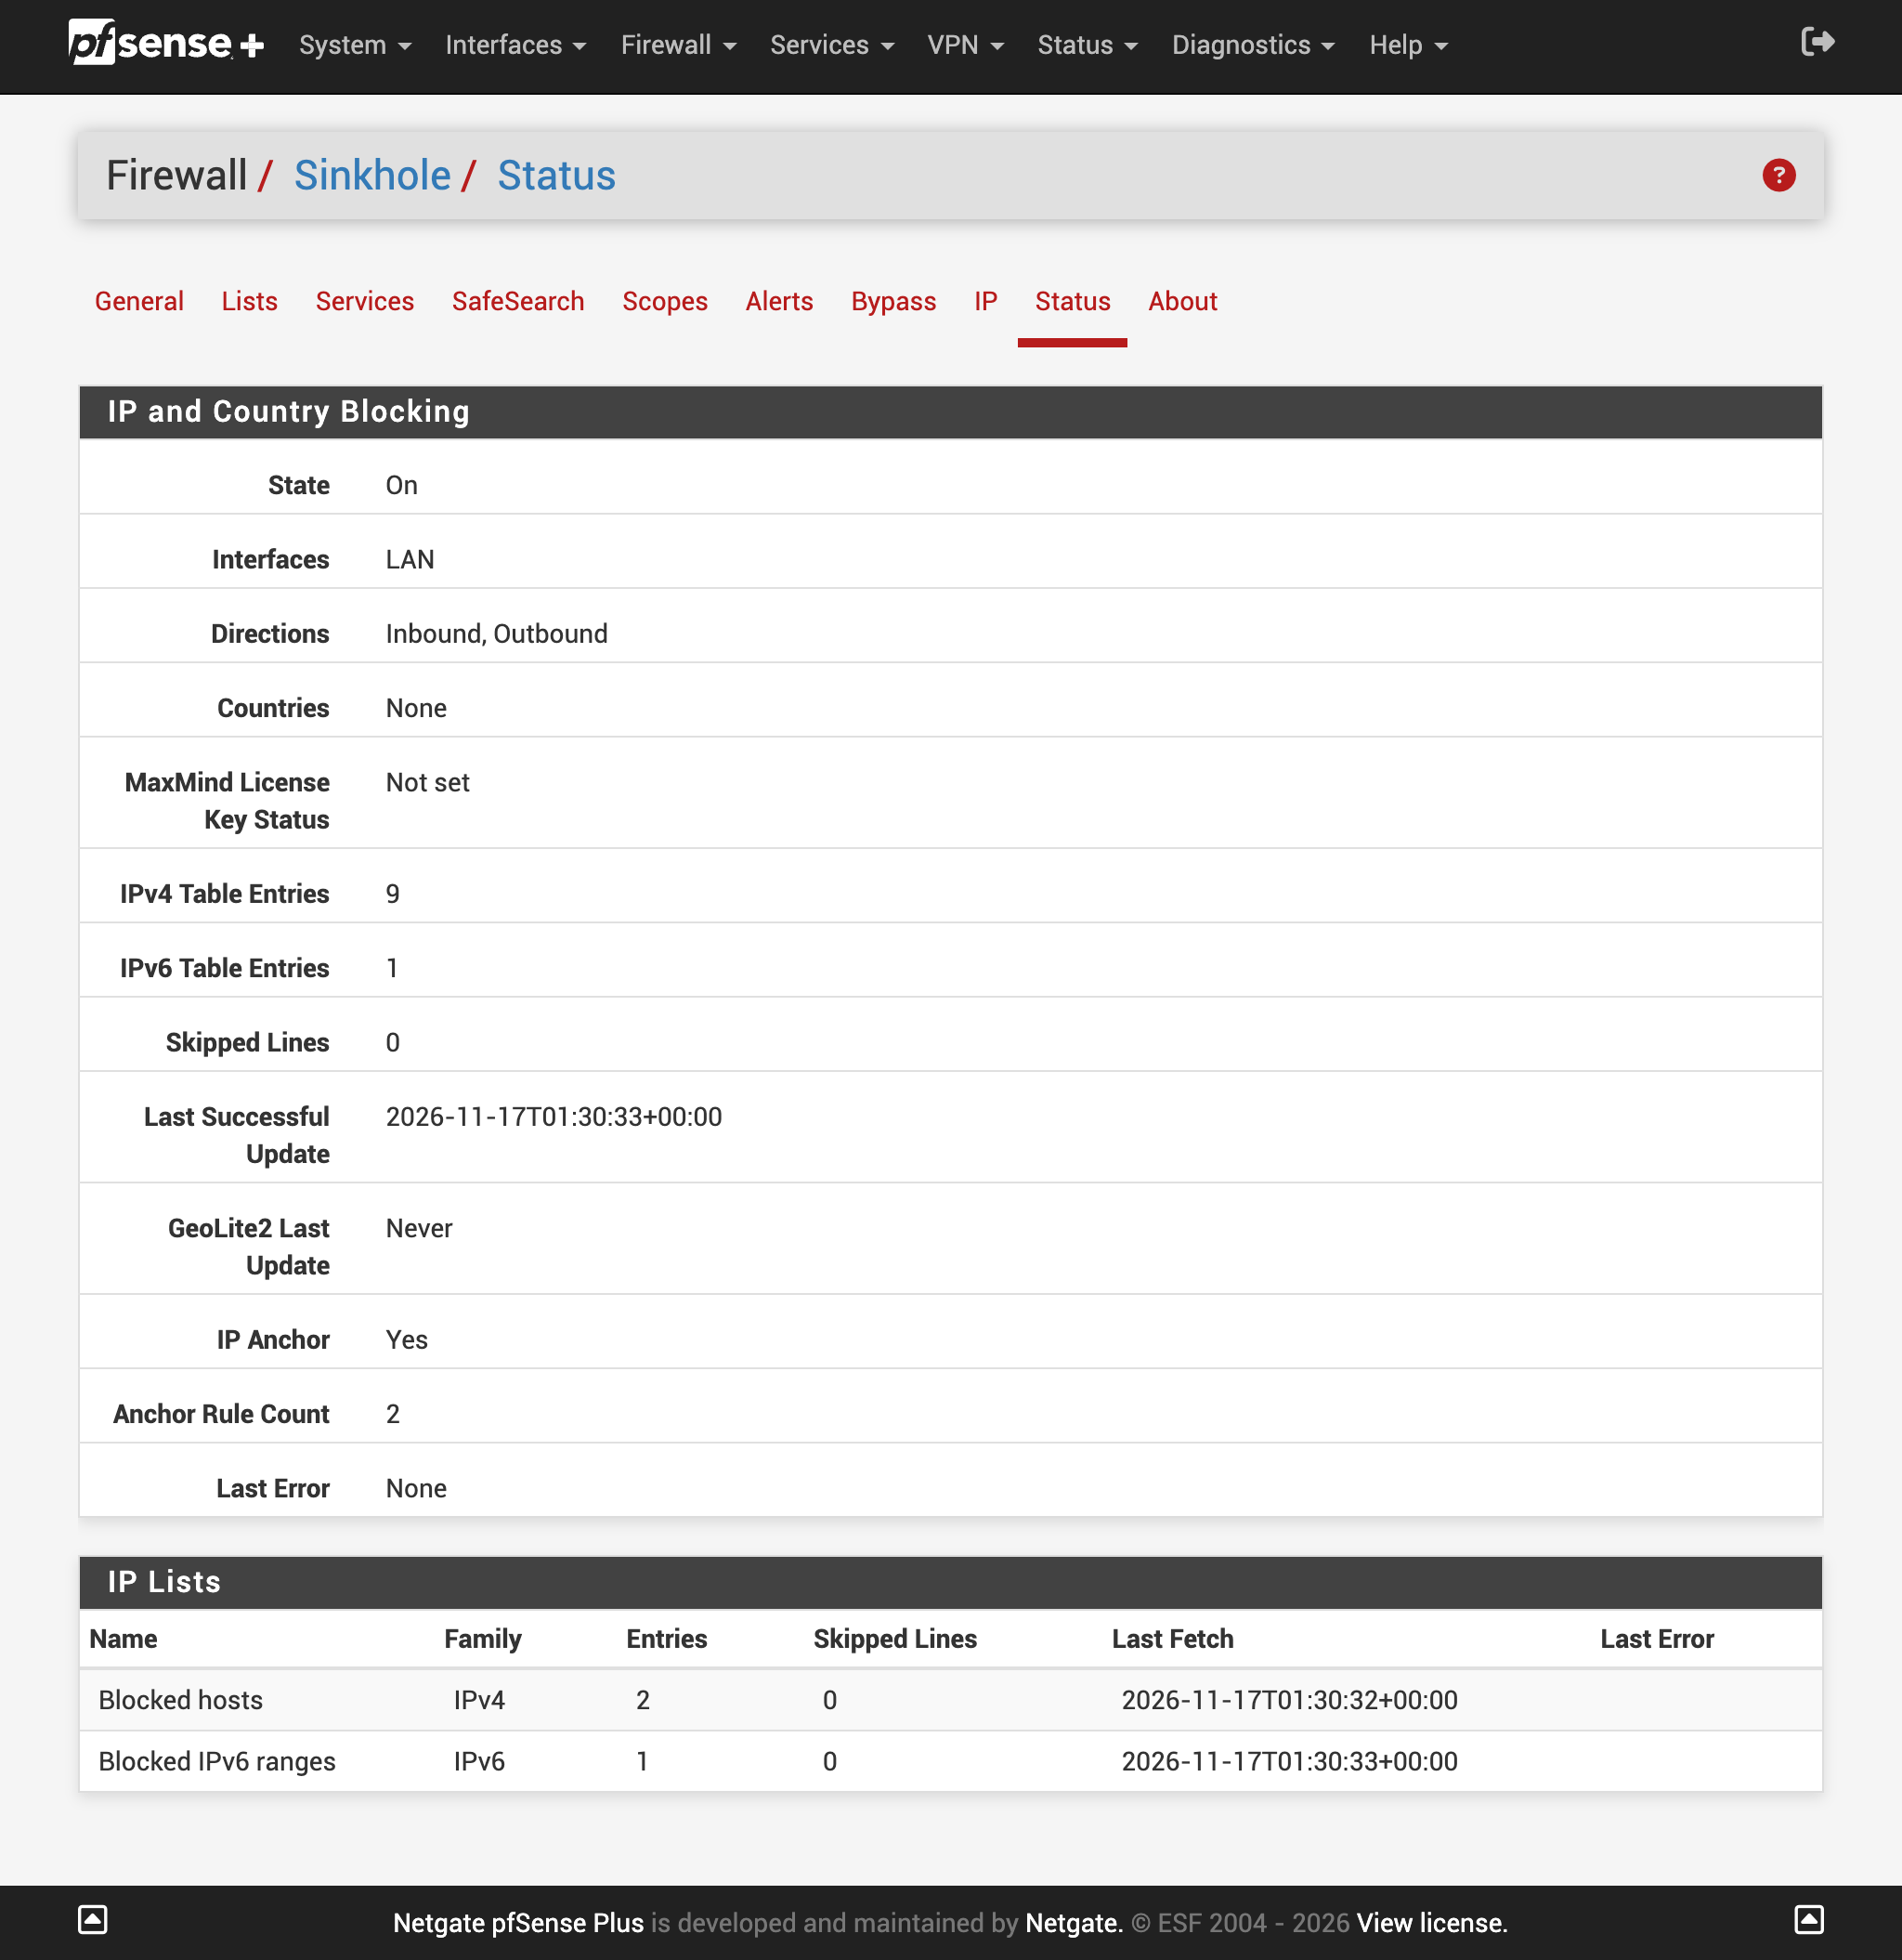 pfsense + System Interfaces Firewall Services VPN Status Diagnostics Help
Firewall / Sinkhole / Status
?
General Lists Services SafeSearch Scopes Alerts Bypass IP Status About
IP and Country Blocking
State On
Interfaces LAN
Directions Inbound, Outbound
Countries None
MaxMind License Not set
Key Status
IPv4 Table Entries 9
IPv6 Table Entries 1
Skipped Lines 0
Last Successful 2026-11-17T01:30:33+00:00
Update
GeoLite2 Last Never
Update
IP Anchor Yes
Anchor Rule Count 2
Last Error None
IP Lists
Name Family Entries Skipped Lines Last Fetch Last Error
Blocked hosts IPv4 2 0 2026-11-17T01:30:32+00:00
Blocked IPv6 ranges IPv6 1 0 2026-11-17T01:30:33+00:00
Netgate pfSense Plus is developed and maintained by Netgate. © ESF 2004 - 2026 View license.